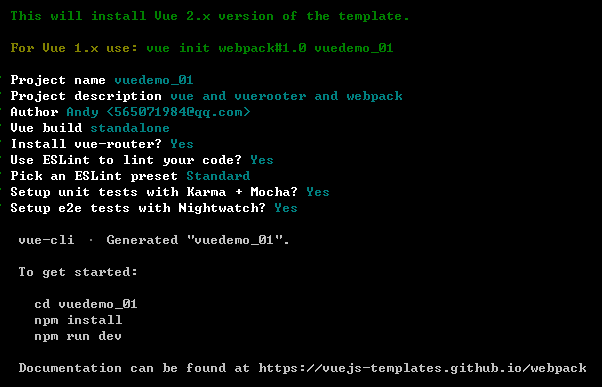 This will install Vue 2.x version of the template.
For Vue 1.x use: vue init webpack#1.0 vuedemo_01
Project name vuedemo_01
Project description vue and vuerooter and webpack
Author Andy <565071984@qq.com>
Vue build standalone
Install vue-router? Yes
Use ESLint to lint your code? Yes
Pick an ESLint preset Standard
Setup unit tests with Karma + Mocha? Yes
Setup e2e tests with Nightwatch? Yes
vue-cli · Generated "vuedemo_01".
To get started:
cd vuedemo_01
npm install
npm run dev
Documentation can be found at https://vuejs-templates.github.io/webpack